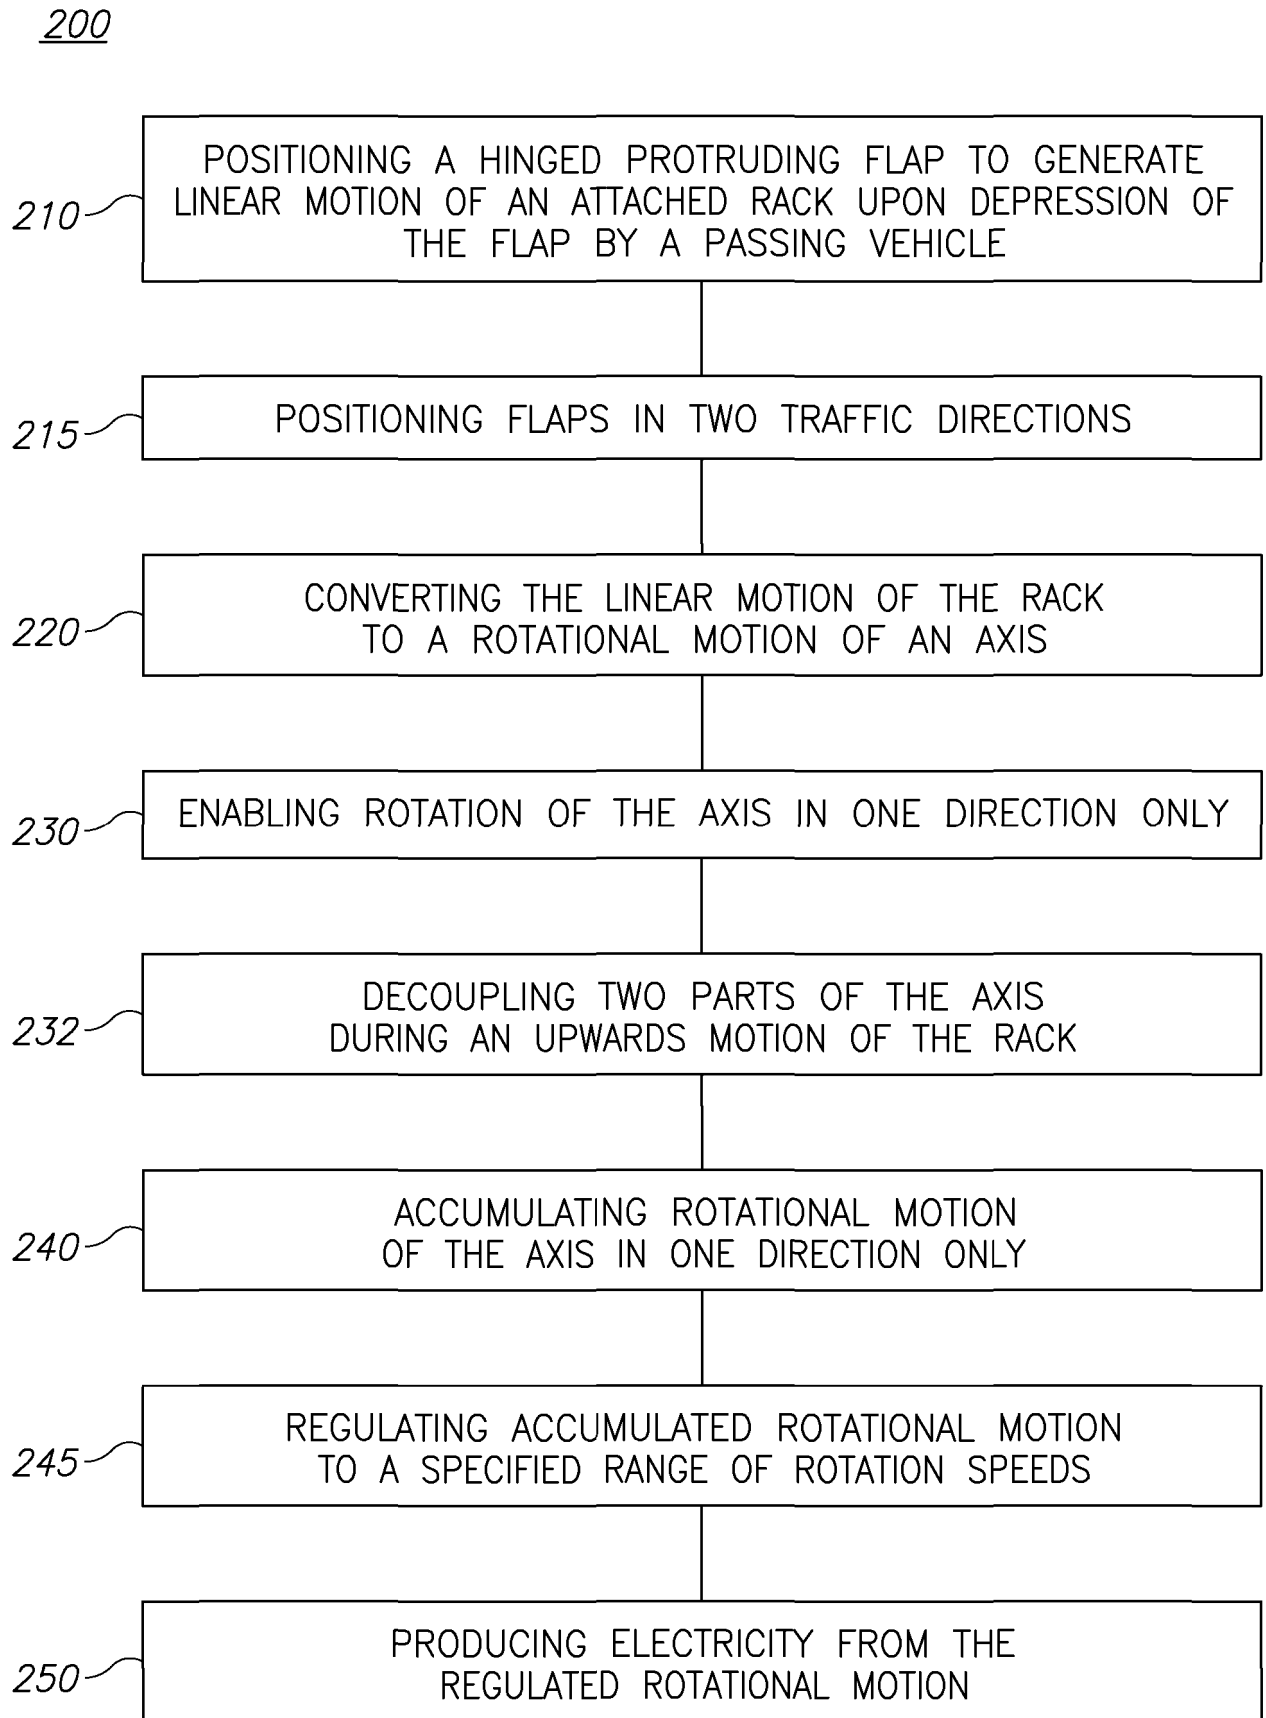 200
210
POSITIONING A HINGED PROTRUDING FLAP TO GENERATE
LINEAR MOTION OF AN ATTACHED RACK UPON DEPRESSION OF
THE FLAP BY A PASSING VEHICLE
215
POSITIONING FLAPS IN TWO TRAFFIC DIRECTIONS
220
CONVERTING THE LINEAR MOTION OF THE RACK
TO A ROTATIONAL MOTION OF AN AXIS
230
ENABLING ROTATION OF THE AXIS IN ONE DIRECTION ONLY
232
DECOUPLING TWO PARTS OF THE AXIS
DURING AN UPWARDS MOTION OF THE RACK
240
ACCUMULATING ROTATIONAL MOTION
OF THE AXIS IN ONE DIRECTION ONLY
245
REGULATING ACCUMULATED ROTATIONAL MOTION
TO A SPECIFIED RANGE OF ROTATION SPEEDS
250
PRODUCING ELECTRICITY FROM THE
REGULATED ROTATIONAL MOTION